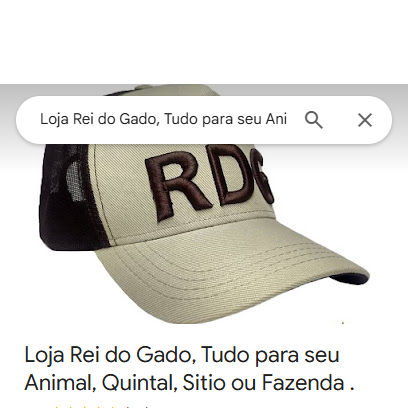 Loja Rei do Gado, Tudo para seu Ani
RDG
Loja Rei do Gado, Tudo para seu
Animal, Quintal, Sitio ou Fazenda .